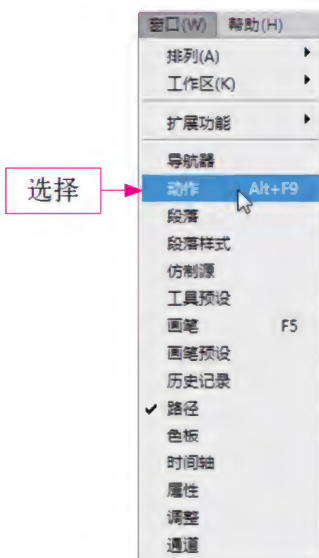 窗口(W) 帮助(H)
排列(A)
工作区(K)
扩展功能
导航器
选择
动作 Alt+F9
段落
段落样式
仿制源
工具预设
画笔 F5
画笔预设
历史记录
路径
色板
时间轴
属性
调整
通道